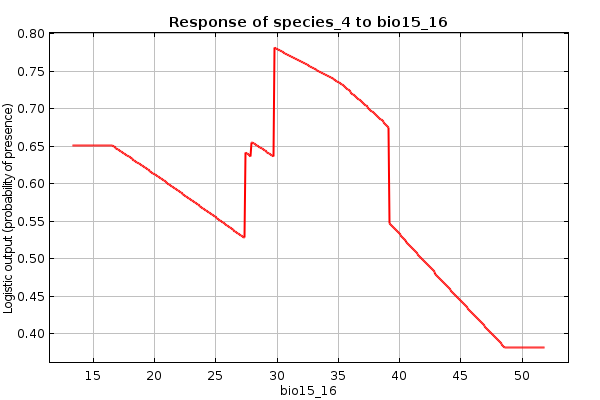 Response of species_4 to bio15_16
Logistic output (probability of presence)
0.80
0.75
0.70
0.65
0.60
0.55
0.50
0.45
0.40
15 20 25 30 35 40 45 50
bio15_16